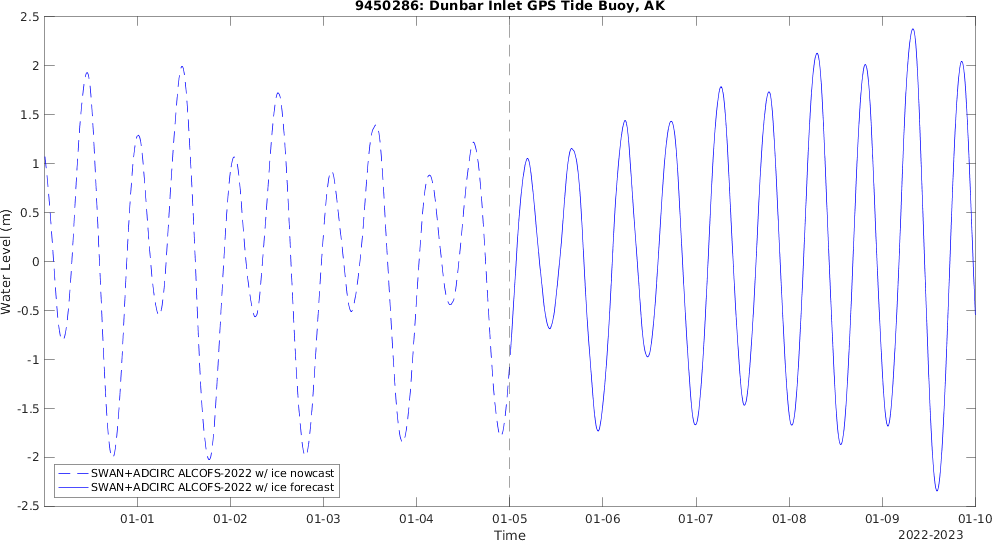 9450286: Dunbar Inlet GPS Tide Buoy, AK
2.5
2
1.5
1
0.5
0
-0.5
-1
-1.5
-2
-2.5
Water Level (m)
SWAN+ADCIRC ALCOFS-2022 w/ ice nowcast
SWAN+ADCIRC ALCOFS-2022 w/ ice forecast
01-01 01-02 01-03 01-04 01-05 01-06 01-07 01-08 01-09 01-10
Time
2022-2023